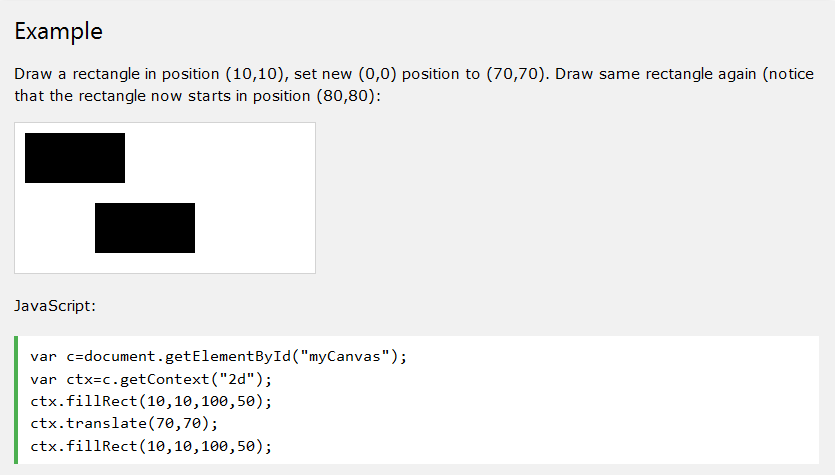 Example
Draw a rectangle in position (10,10), set new (0,0) position to (70,70). Draw same rectangle again (notice
that the rectangle now starts in position (80,80):
JavaScript:
var c=document.getElementById("myCanvas");
var ctx=c.getContext("2d");
ctx.fillRect(10,10,100,50);
ctx.translate(70,70);
ctx.fillRect(10,10,100,50);